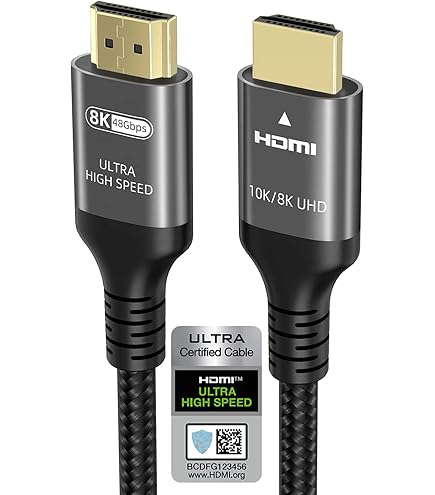 8K 48Gbps
ULTRA
HIGH SPEED
HDMI
10K/8K UHD
ULTRA
Certified Cable
HDMI™
ULTRA
HIGH SPEED
BCDFG123456
www.HDMI.org